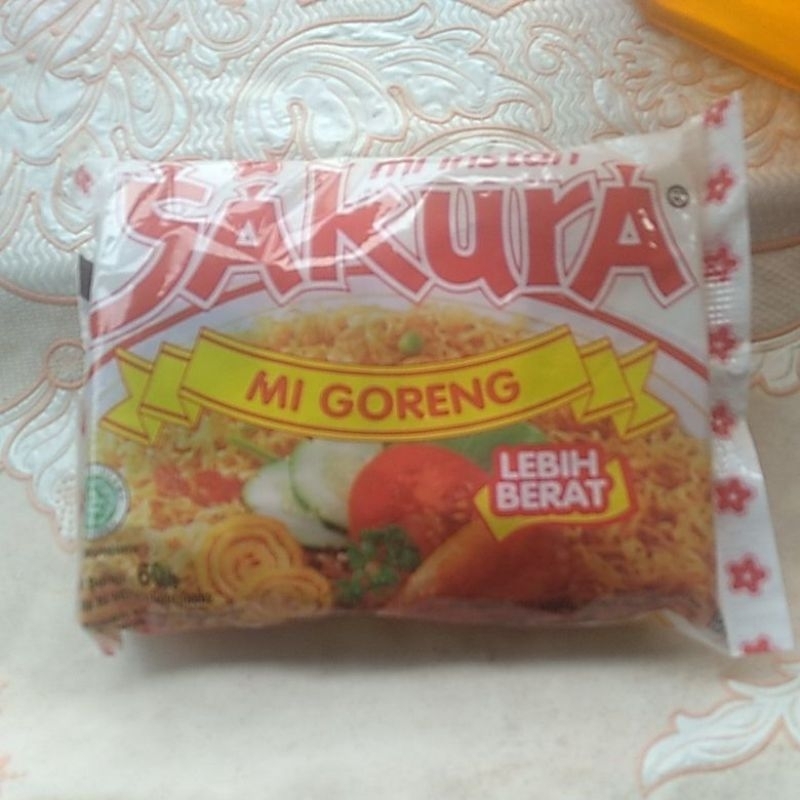 mi instan
SAKURA ®
MI GORENG
LEBIH
BERAT